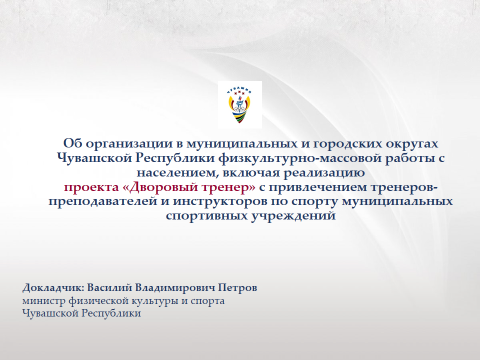 Об организации в муниципальных и городских округах
Чувашской Республики физкультурно-массовой работы с
населением, включая реализацию
проекта «Дворовый тренер» с привлечением тренеров-
преподавателей и инструкторов по спорту муниципальных
спортивных учреждений
Докладчик: Василий Владимирович Петров
министр физической культуры и спорта
Чувашской Республики